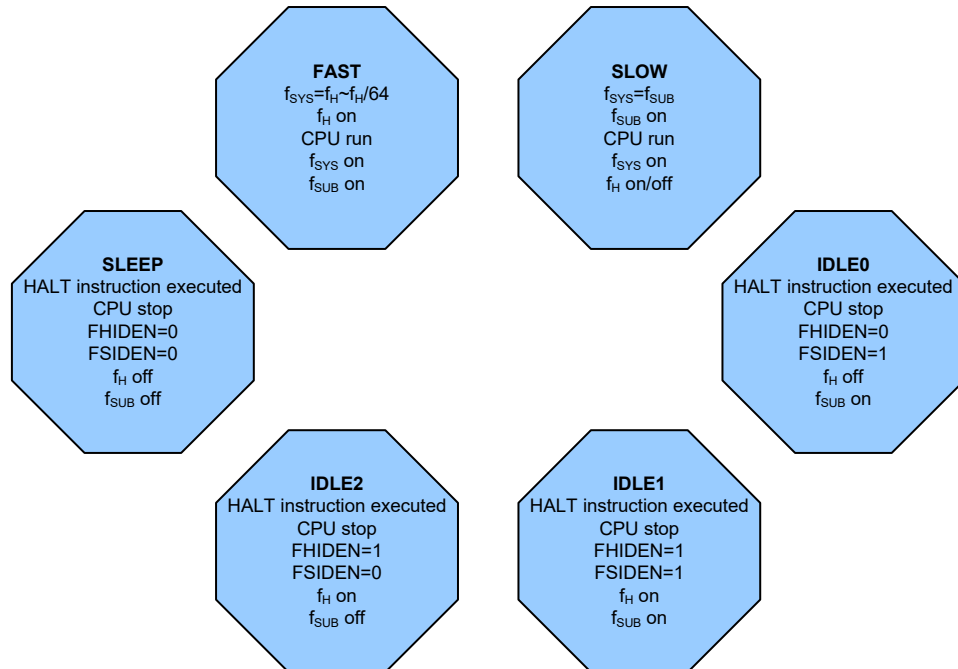 FAST
fSYS=fH~fH/64
fH on
CPU run
fSYS on
fSUB on
SLOW
fSYS=fSUB
fSUB on
CPU run
fSYS on
fH on/off
SLEEP
HALT instruction executed
CPU stop
FHIDEN=0
FSIDEN=0
fH off
fSUB off
IDLE0
HALT instruction executed
CPU stop
FHIDEN=0
FSIDEN=1
fH off
fSUB on
IDLE2
HALT instruction executed
CPU stop
FHIDEN=1
FSIDEN=0
fH on
fSUB off
IDLE1
HALT instruction executed
CPU stop
FHIDEN=1
FSIDEN=1
fH on
fSUB on